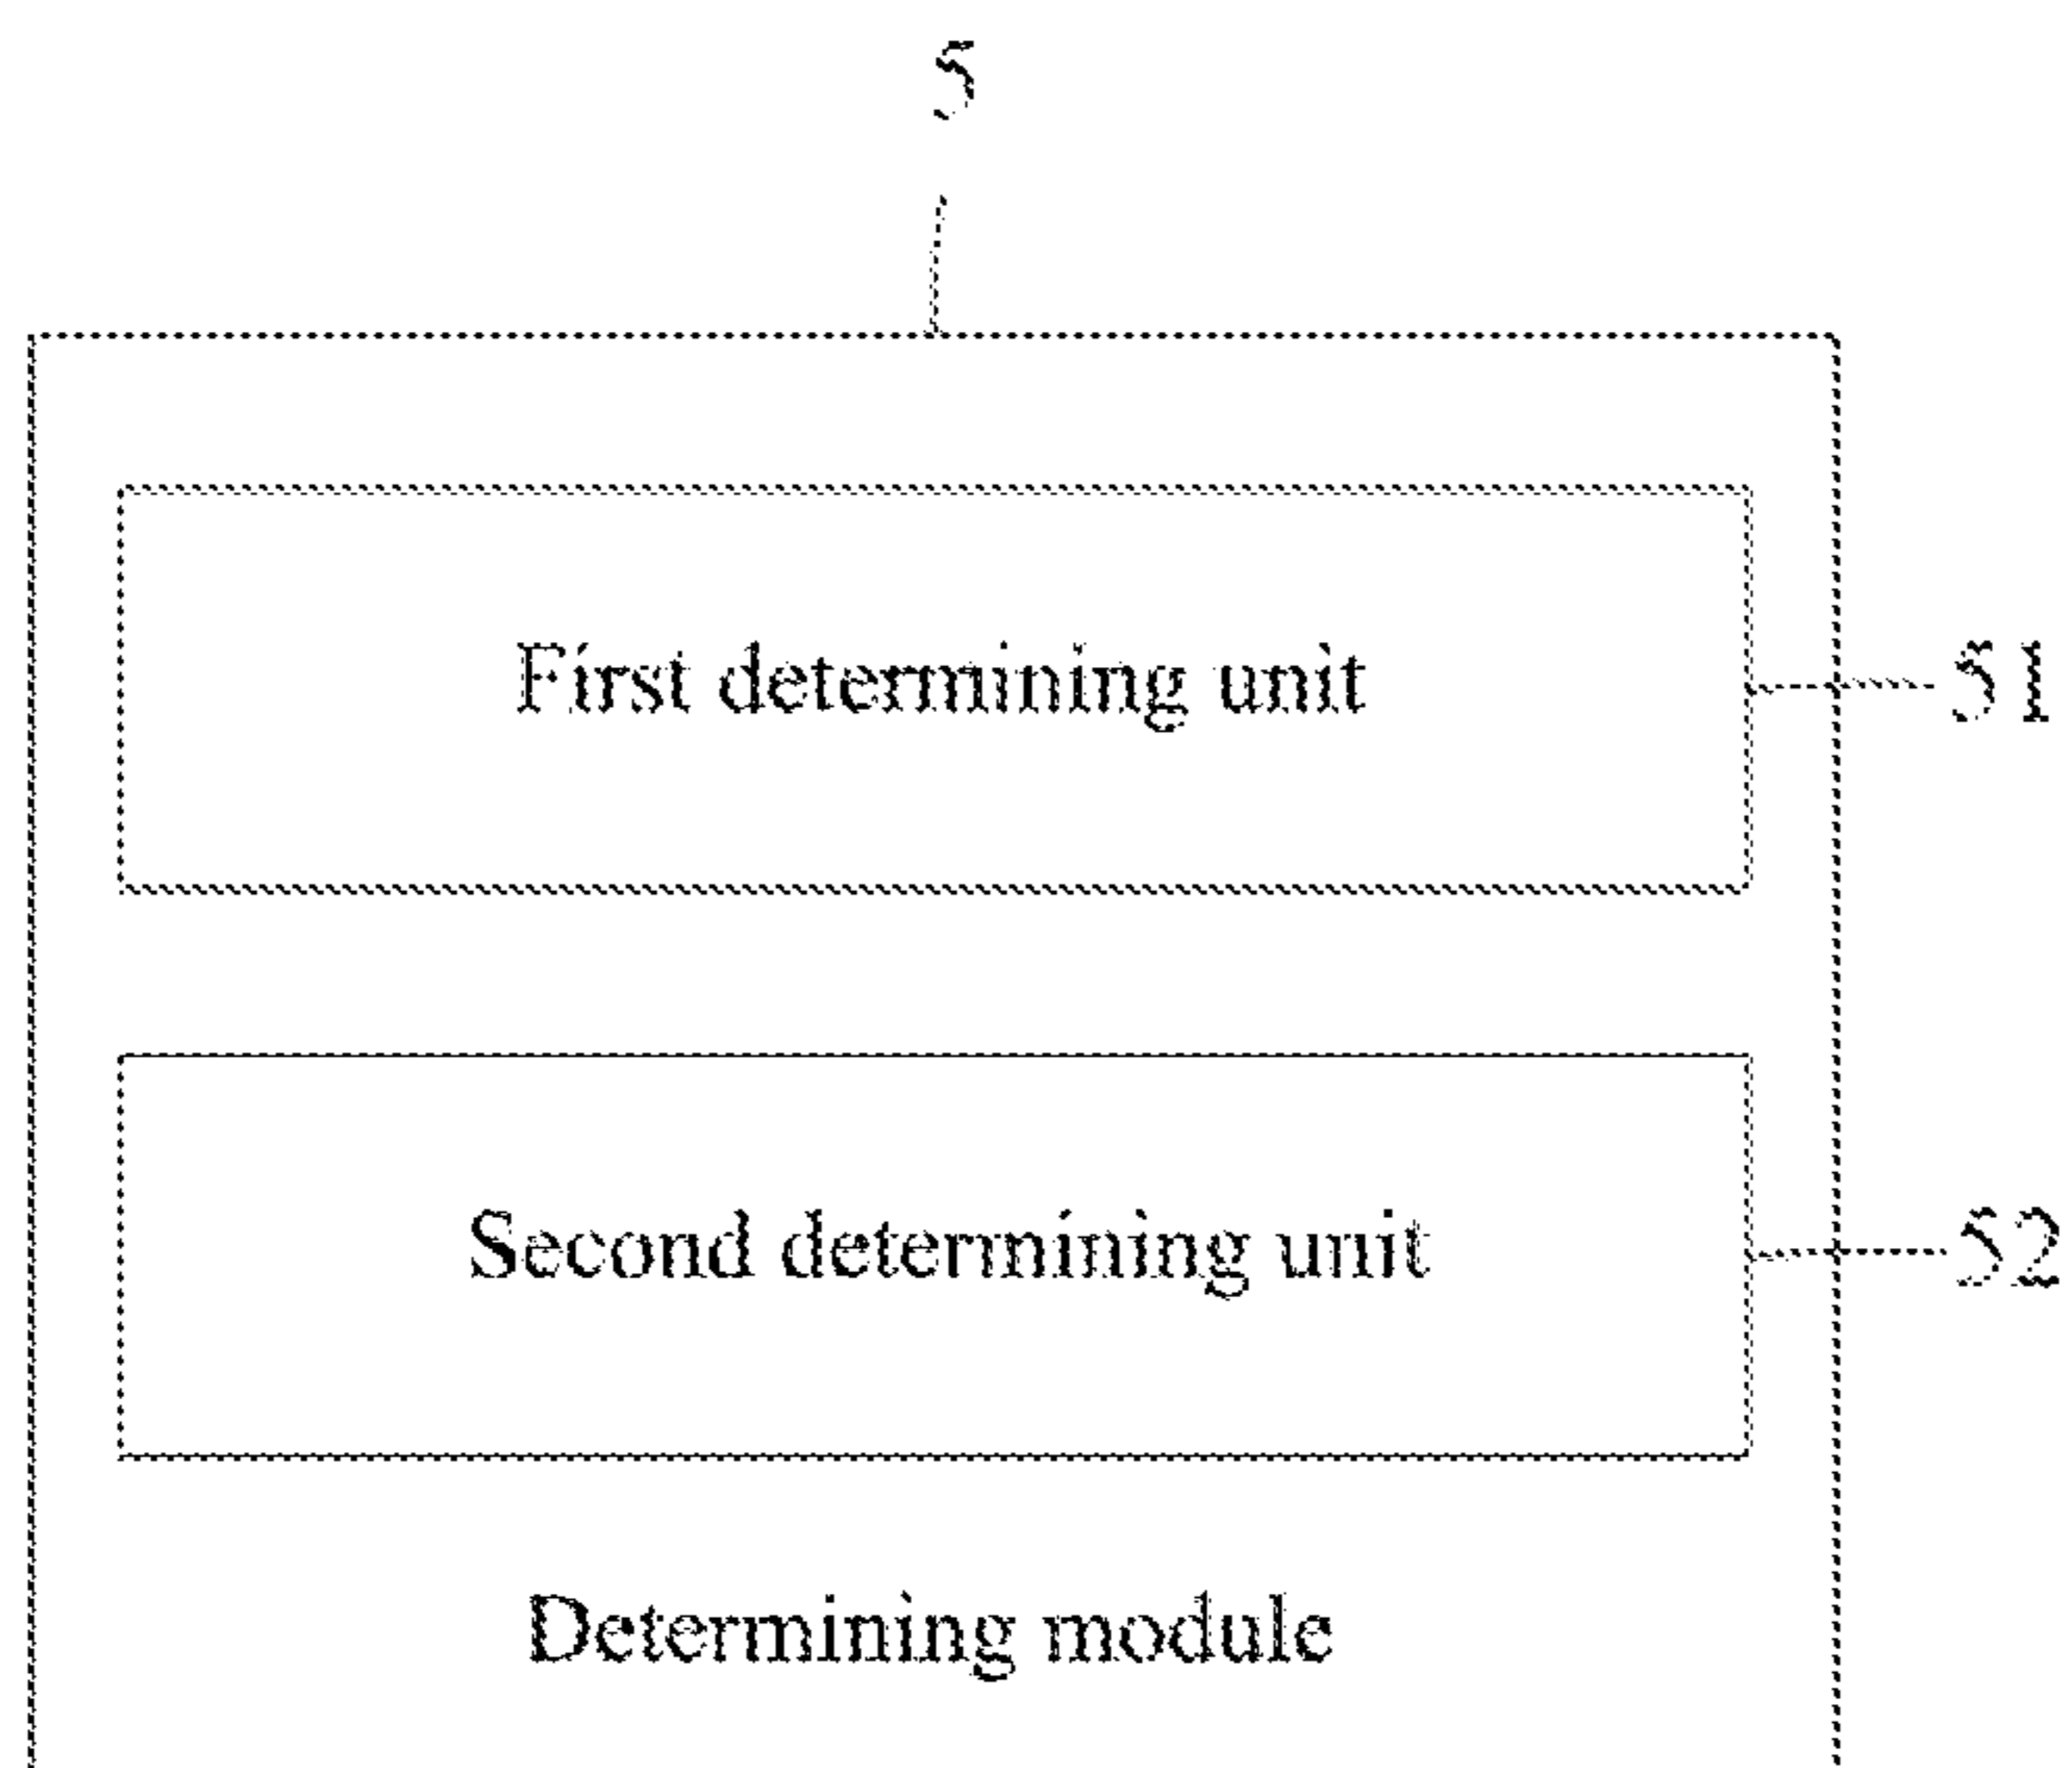 5
First determining unit
51
Second determining unit
52
Determining module